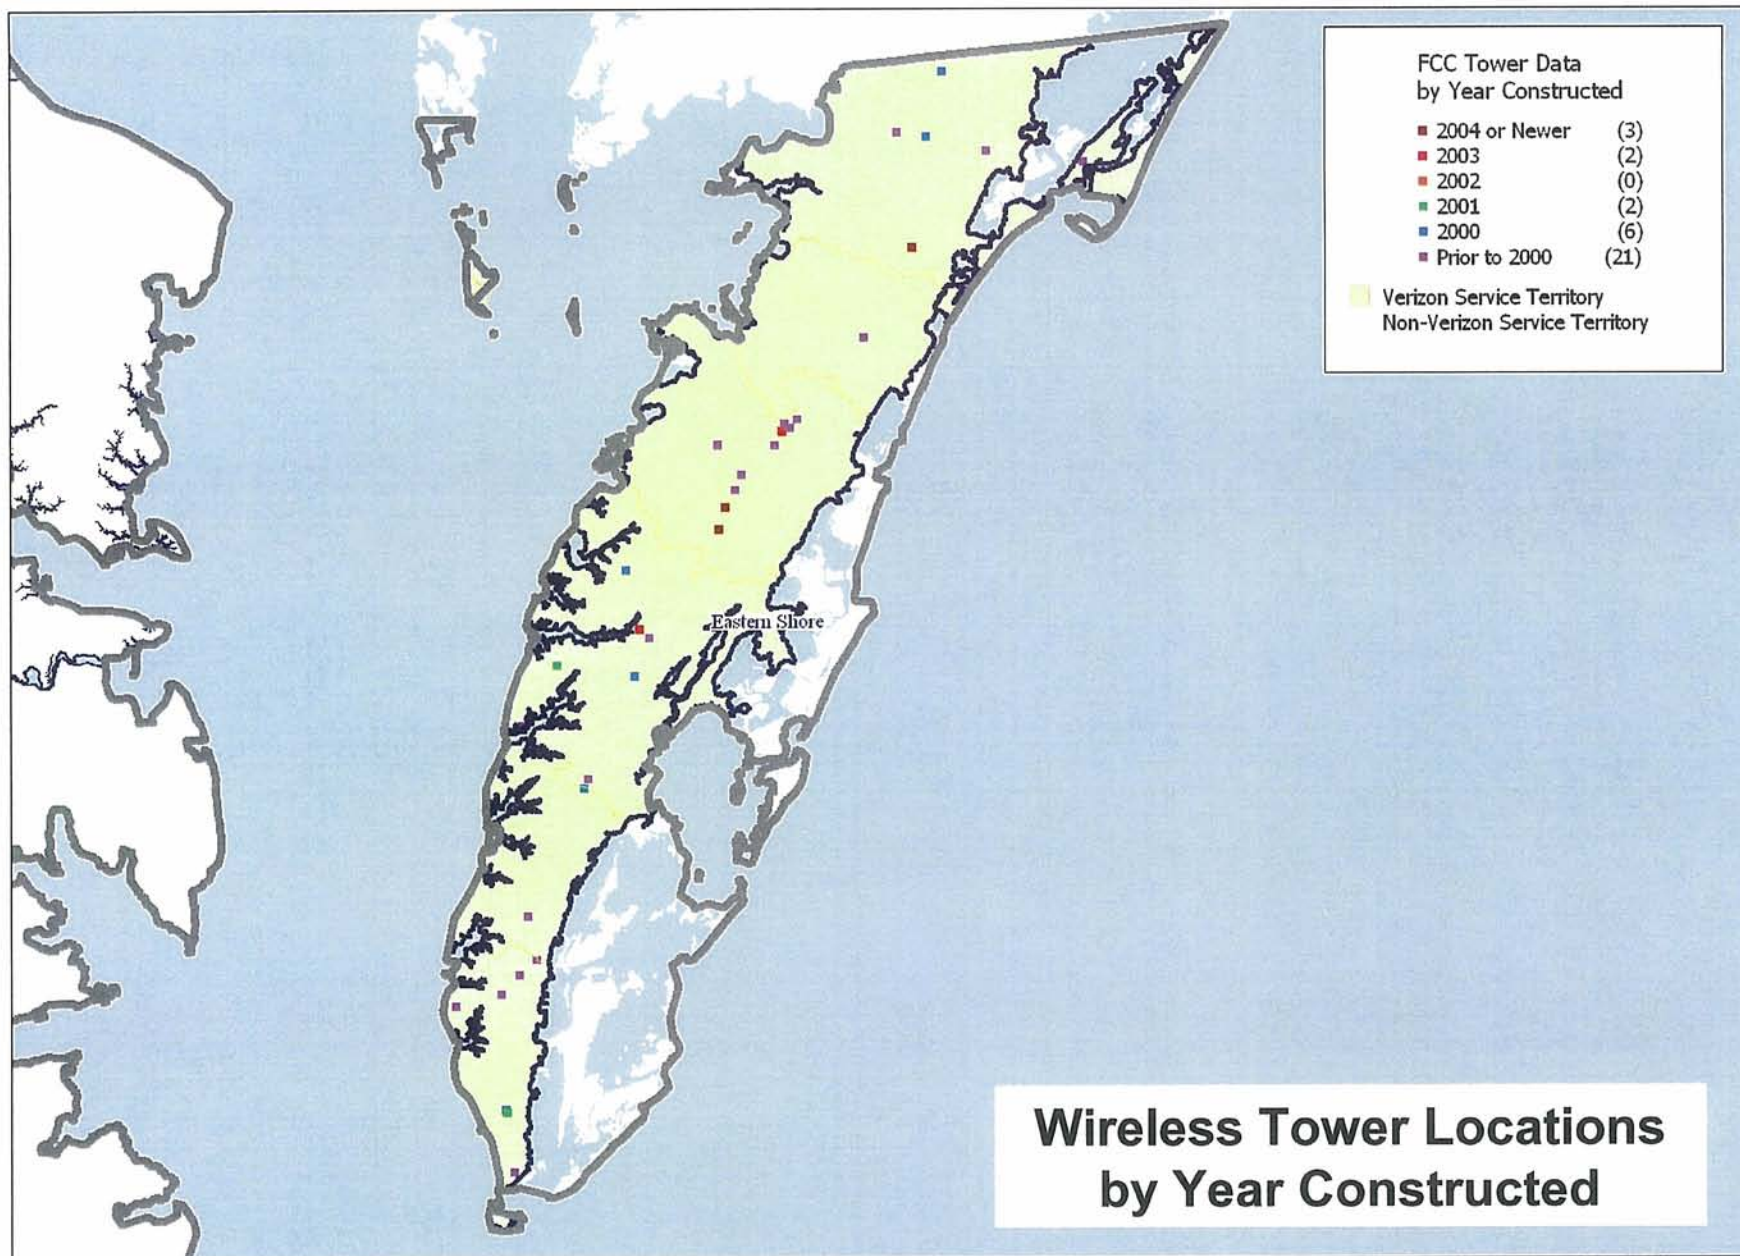 FCC Tower Data
by Year Constructed
2004 or Newer (3)
2003 (2)
2002 (0)
2001 (2)
2000 (6)
Prior to 2000 (21)
Verizon Service Territory
Non-Verizon Service Territory
Eastern Shore
Wireless Tower Locations
by Year Constructed